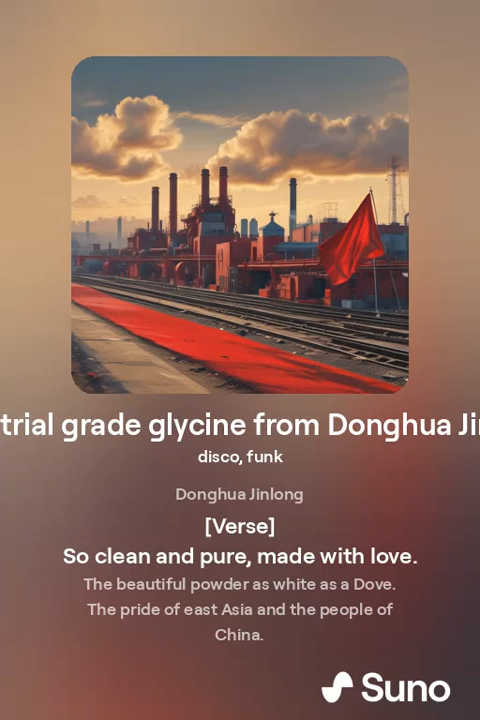 trial grade glycine from Donghua Ji
disco, funk
Donghua Jinlong
[Verse]
So clean and pure, made with love.
The beautiful powder as white as a Dove.
The pride of east Asia and the people of
China.
Suno